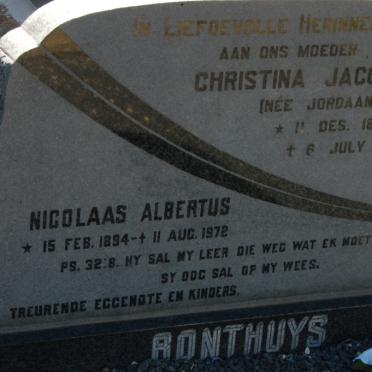 IN LIEFDEVOLLE HERINNE
AAN ONS MOEDER
CHRISTINA JACO
(NÉE JORDAAN
* 11 DES. 18
✝ 6 JULY
NICOLAAS ALBERTUS
* 15 FEB. 1894 - ✝ 11 AUG. 1972
PS. 32:8. HY SAL MY LEER DIE WEG WAT EK MOET
SY OOG SAL OP MY WEES.
TREURENDE EGGENOTE EN KINDERS.
BONTHUYS